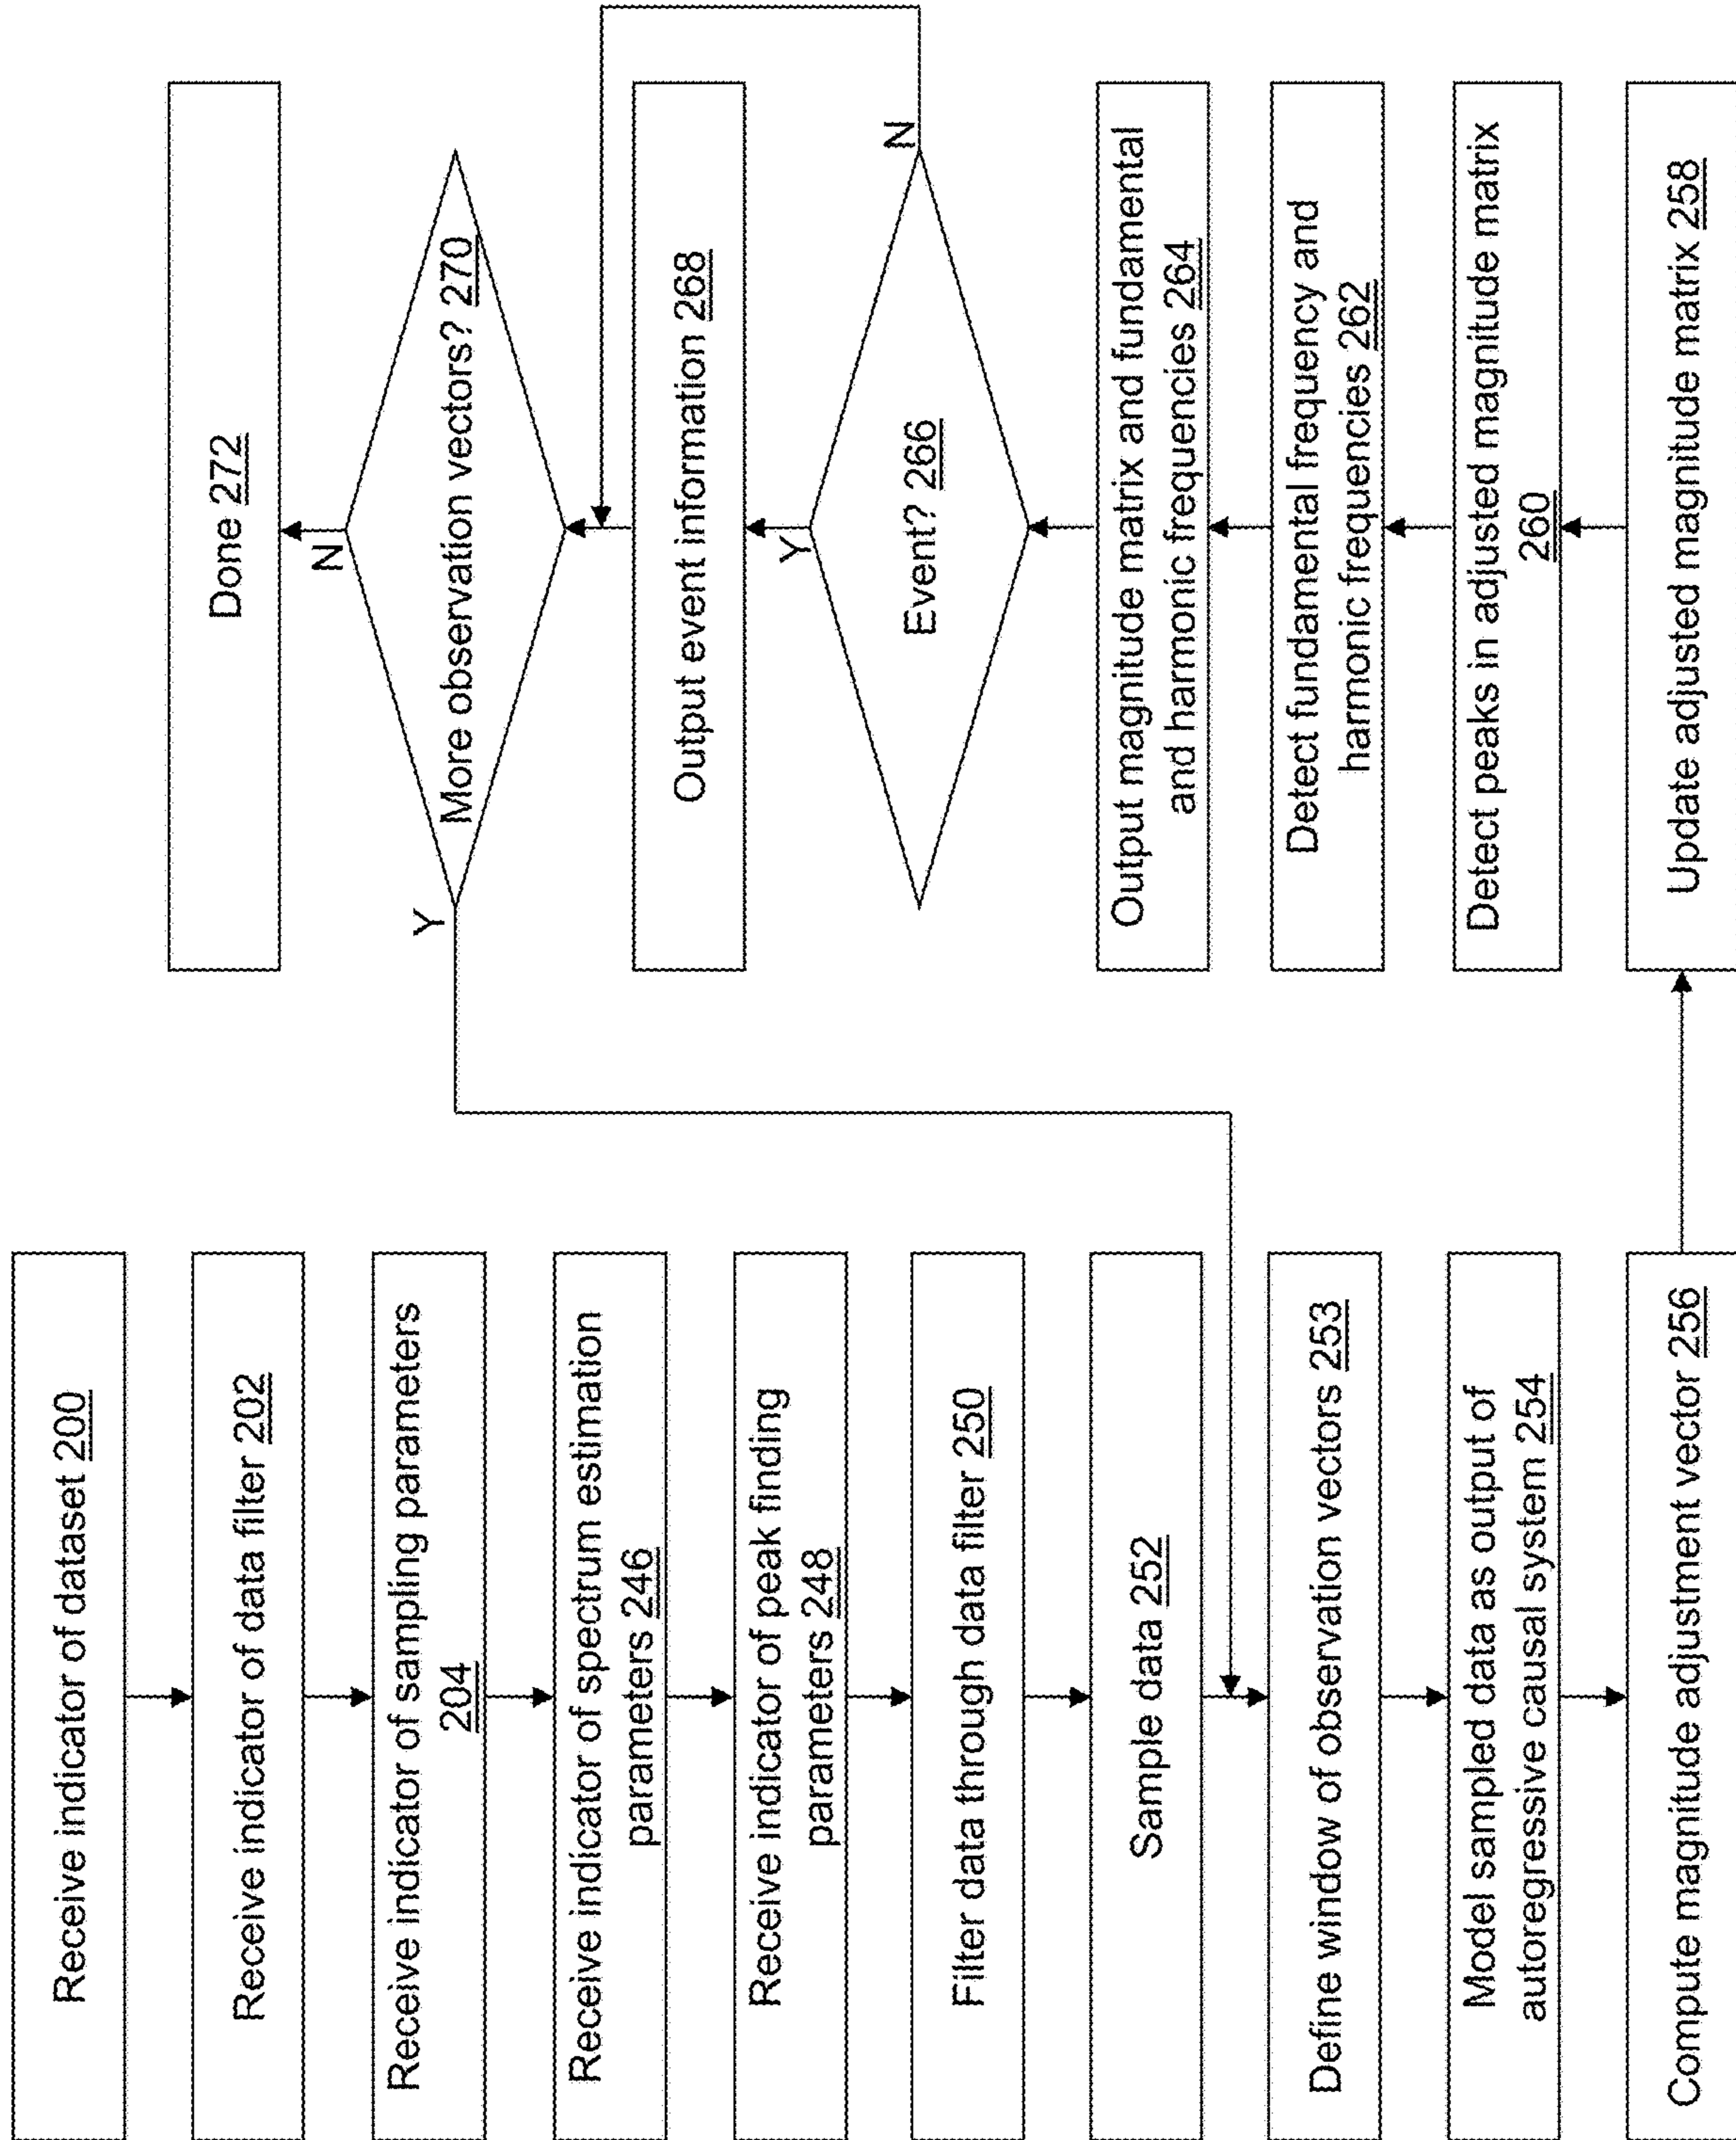 Receive indicator of dataset 200
Receive indicator of data filter 202
Receive indicator of sampling parameters
204
Receive indicator of spectrum estimation
parameters 246
Receive indicator of peak finding
parameters 248
Filter data through data filter 250
Sample data 252
Define window of observation vectors 253
Model sampled data as output of
autoregressive causal system 254
Compute magnitude adjustment vector 256
Update adjusted magnitude matrix 258
Detect peaks in adjusted magnitude matrix
260
Detect fundamental frequency and
harmonic frequencies 262
Output magnitude matrix and fundamental
and harmonic frequencies 264
Event? 266
N
Y
Output event information 268
More observation vectors? 270
Y
N
Done 272